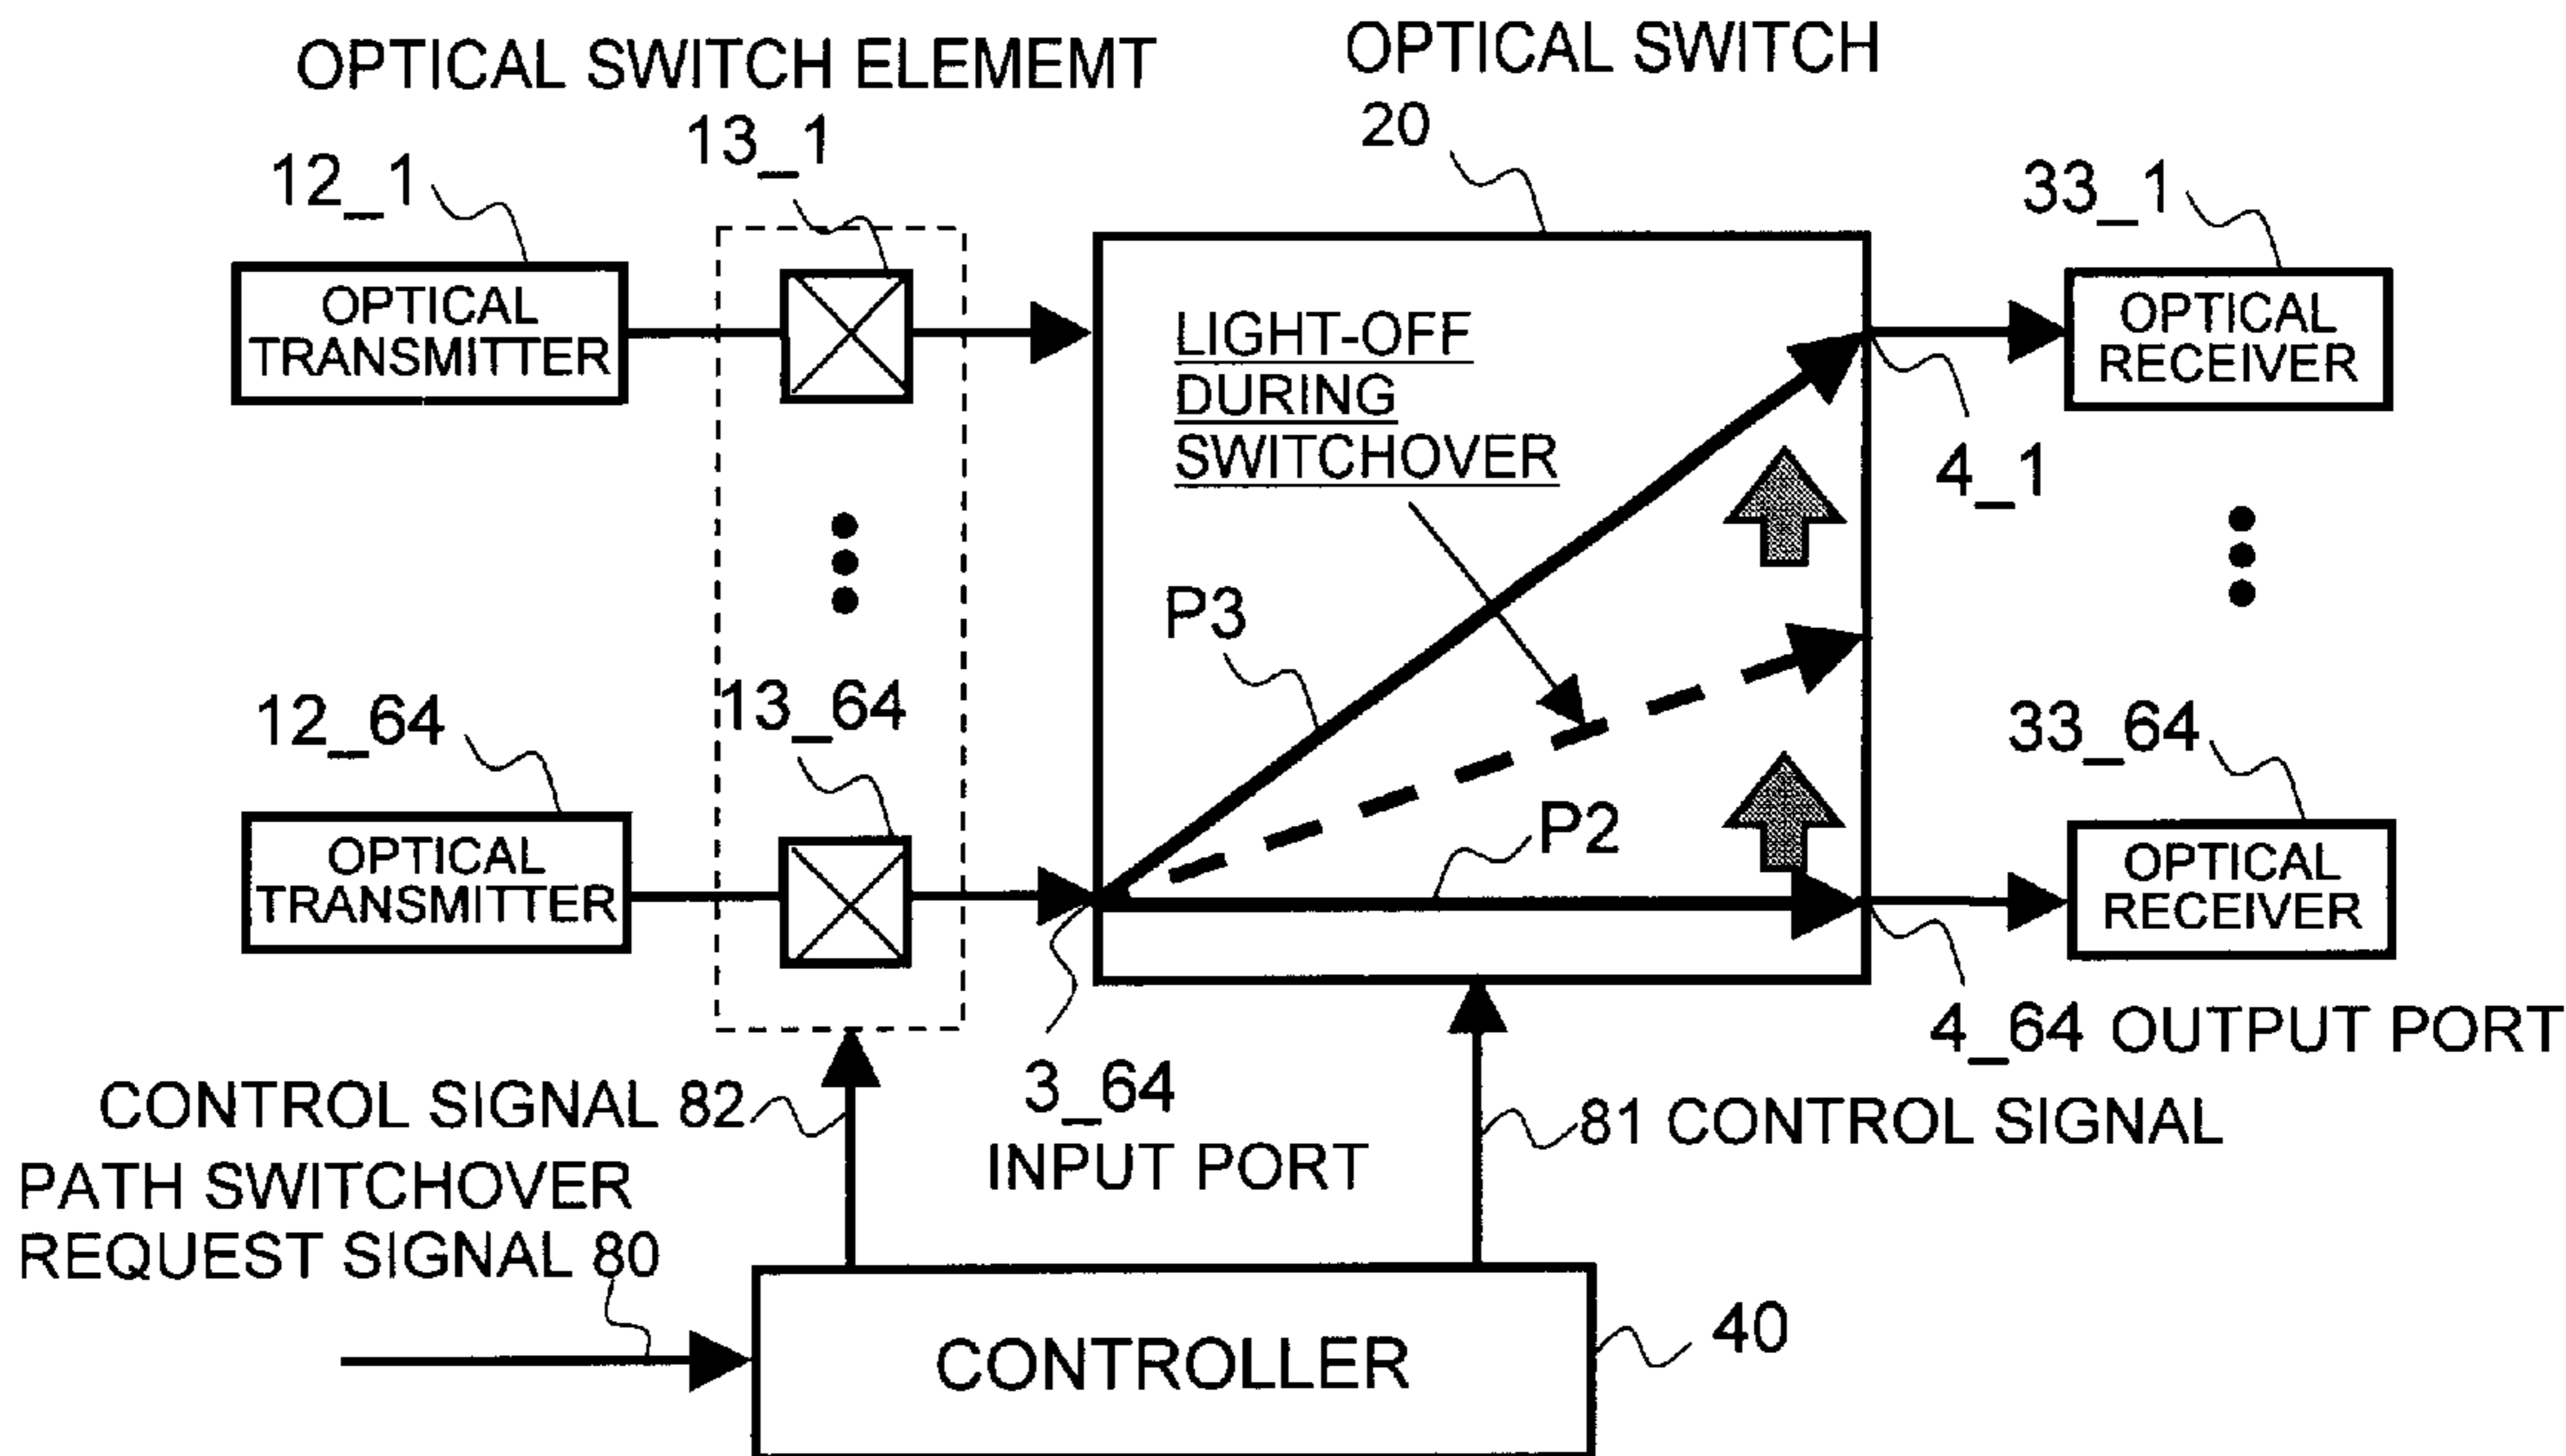 OPTICAL SWITCH ELEMEMT
13_1
OPTICAL SWITCH
20
12_1
33_1
OPTICAL
TRANSMITTER
LIGHT-OFF
DURING
SWITCHOVER
OPTICAL
RECEIVER
4_1
P3
12_64
13_64
33_64
P2
OPTICAL
TRANSMITTER
OPTICAL
RECEIVER
4_64 OUTPUT PORT
3_64
INPUT PORT
CONTROL SIGNAL 82
81 CONTROL SIGNAL
PATH SWITCHOVER
REQUEST SIGNAL 80
CONTROLLER
40